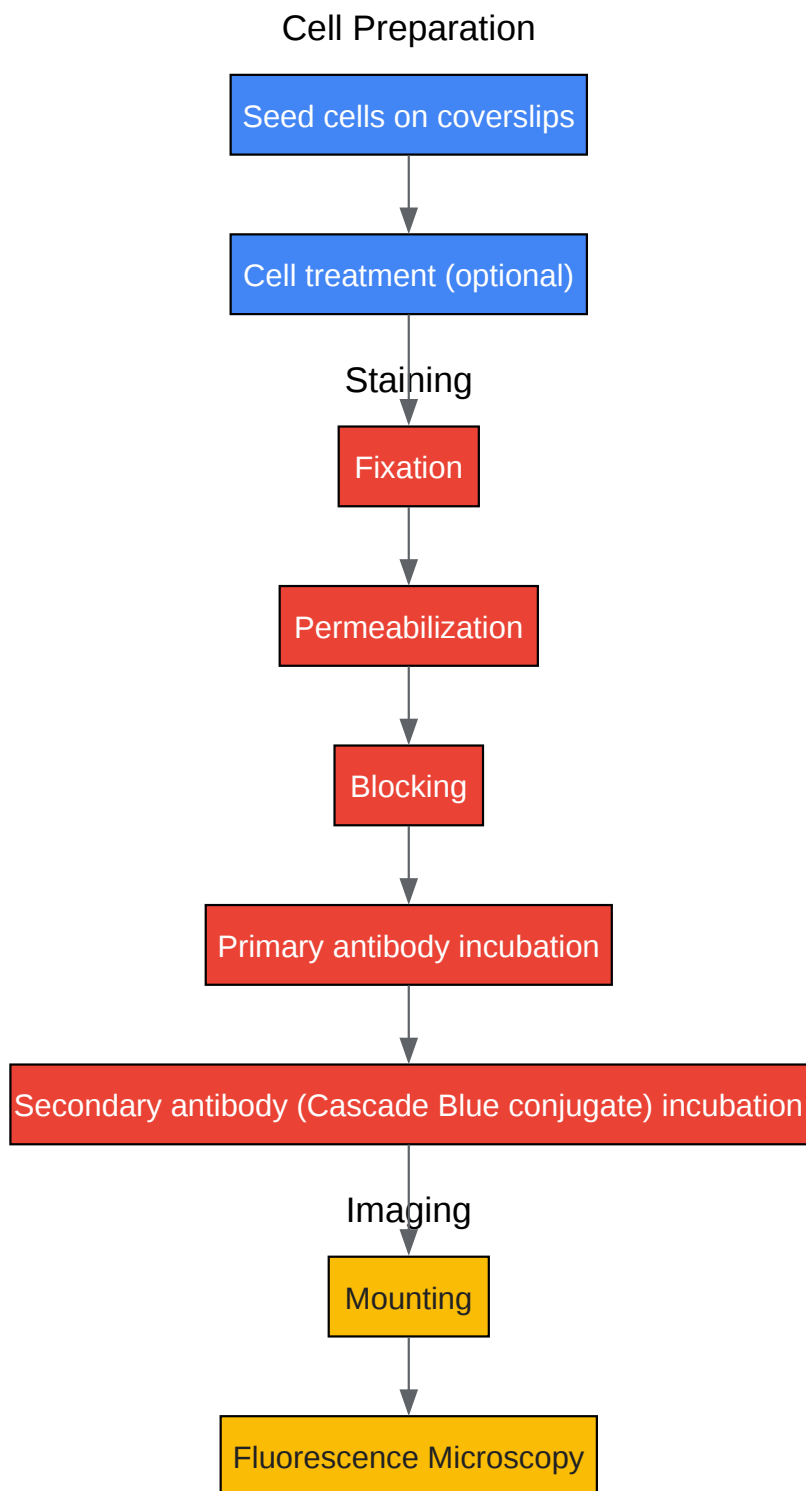 Cell Preparation
Seed cells on coverslips
Cell treatment (optional)
Staining
Fixation
Permeabilization
Blocking
Primary antibody incubation
Secondary antibody (Cascade Blue conjugate) incubation
Imaging
Mounting
Fluorescence Microscopy